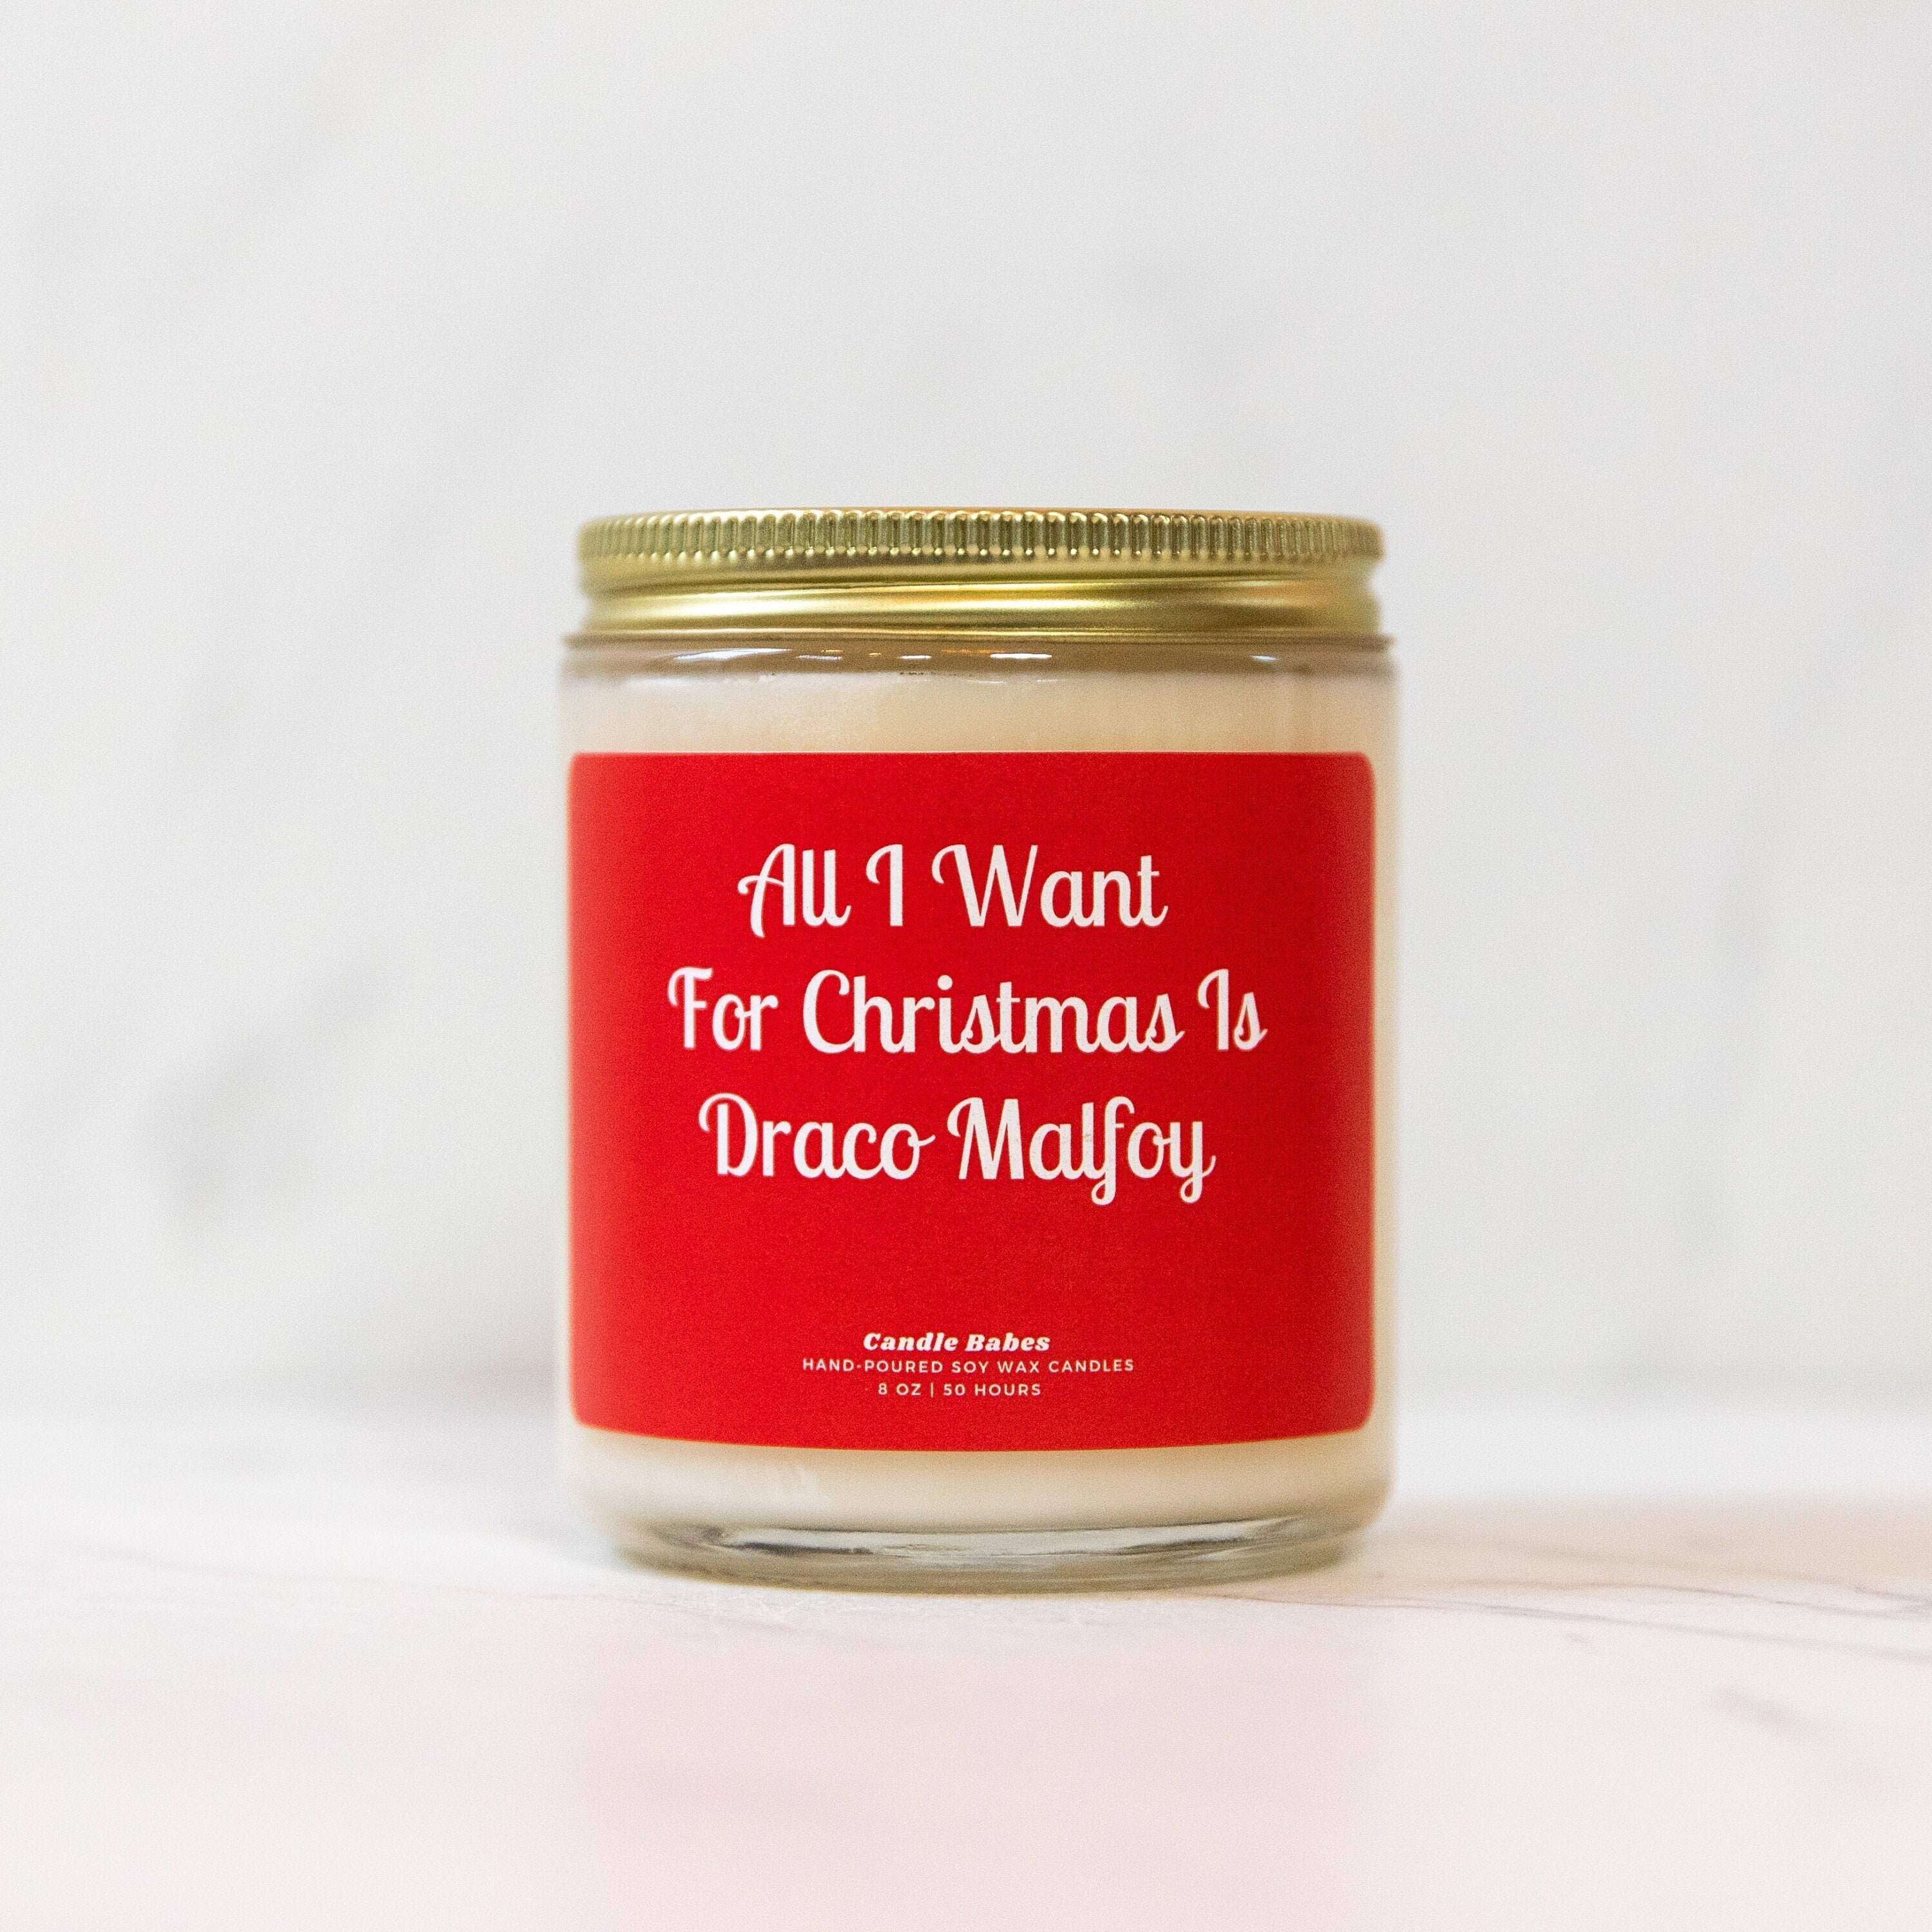 All I Want
For Christmas Is
Draco Malfoy
Candle Babes
HAND-POURED SOY WAX CANDLES
8 OZ | 50 HOURS